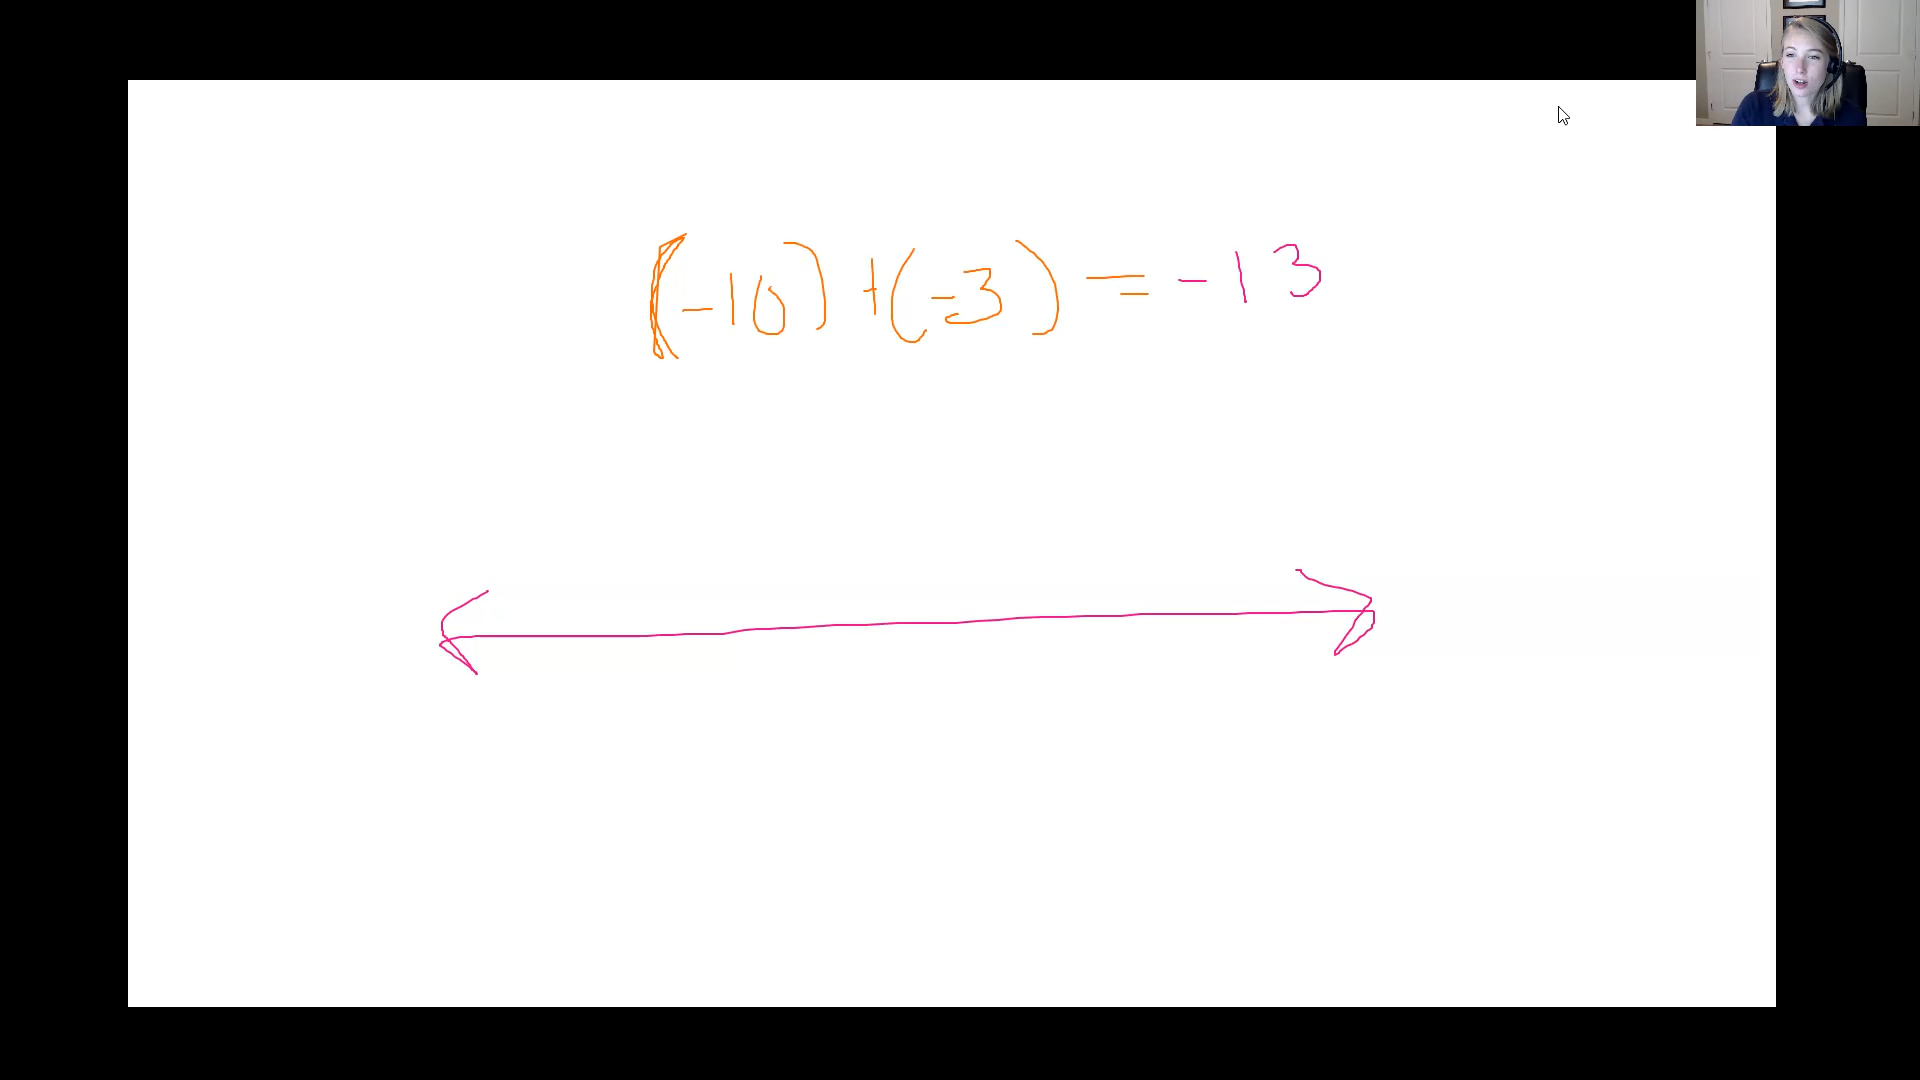 (-10) + (-3) = -13